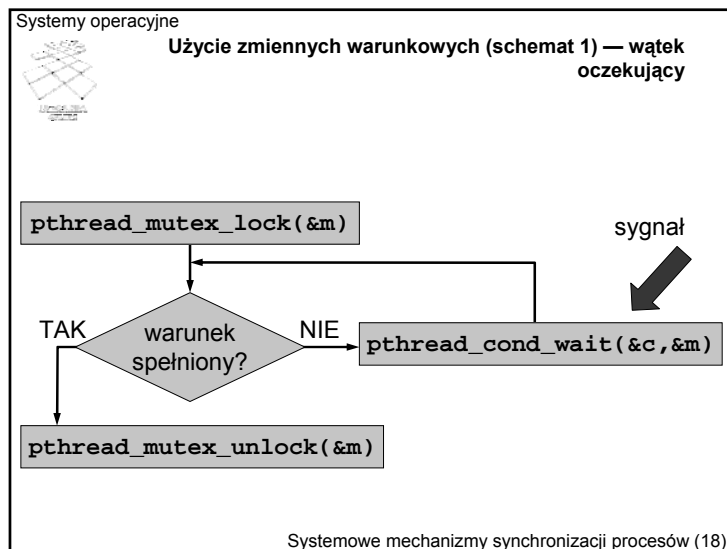 Systemy operacyjne
Użycie zmiennych warunkowych (schemat 1) — wątek
oczekujący
pthread_mutex_lock(&m)
sygnał
TAK
warunek
spełniony?
NIE
pthread_cond_wait(&c,&m)
pthread_mutex_unlock(&m)
Systemowe mechanizmy synchronizacji procesów (18)